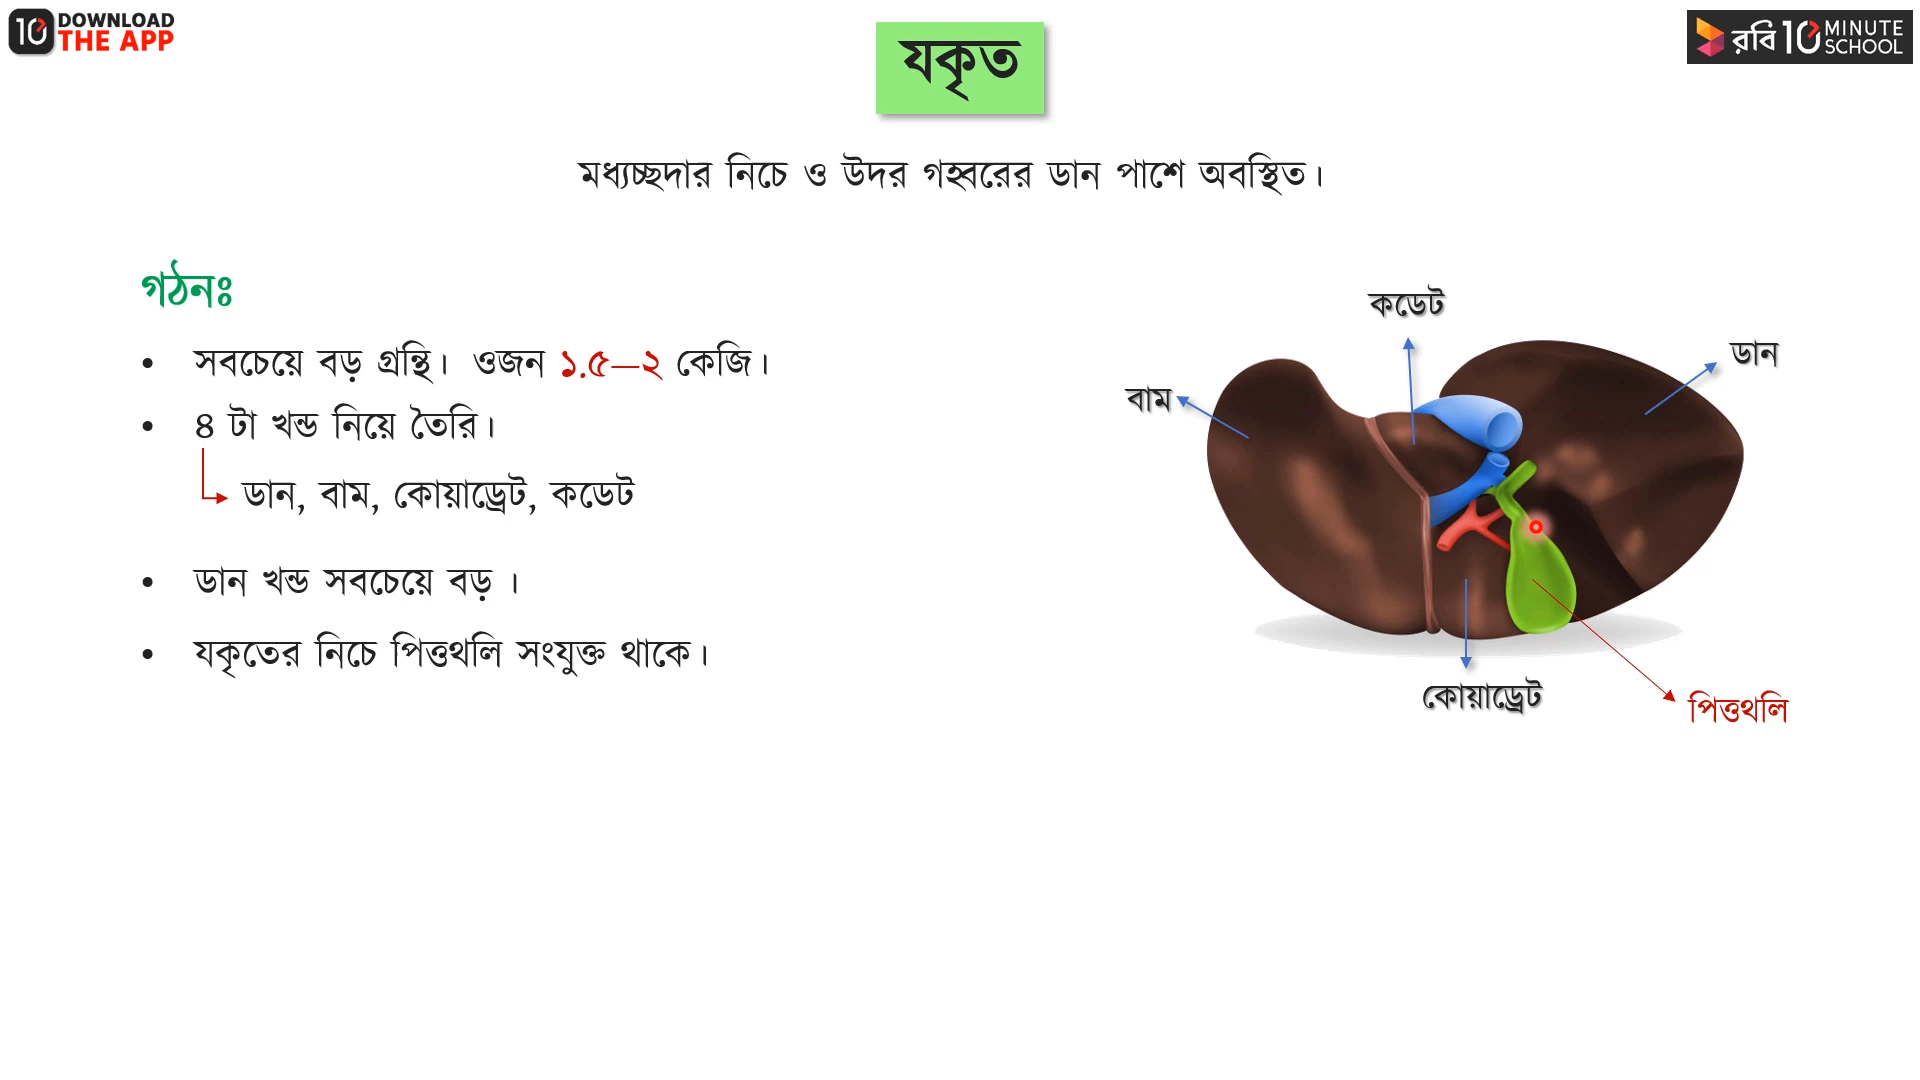 10 DOWNLOAD THE APP
রবি 10 MINUTE SCHOOL
যকৃত
মধ্যচ্ছদার নিচে ও উদর গহ্বরের ডান পাশে অবস্থিত।
গঠনঃ
• সবচেয়ে বড় গ্রন্থি। ওজন ১.৫–২ কেজি।
• ৪ টা খন্ড নিয়ে তৈরি।
ডান, বাম, কোয়াড্রেট, কডেট
• ডান খন্ড সবচেয়ে বড় ।
• যকৃতের নিচে পিত্তথলি সংযুক্ত থাকে।
কডেট
ডান
বাম
কোয়াড্রেট
পিত্তথলি